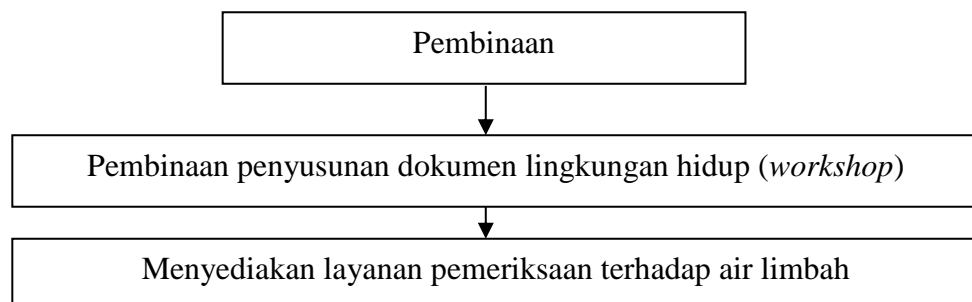 Pembinaan
Pembinaan penyusunan dokumen lingkungan hidup (workshop)
Menyediakan layanan pemeriksaan terhadap air limbah